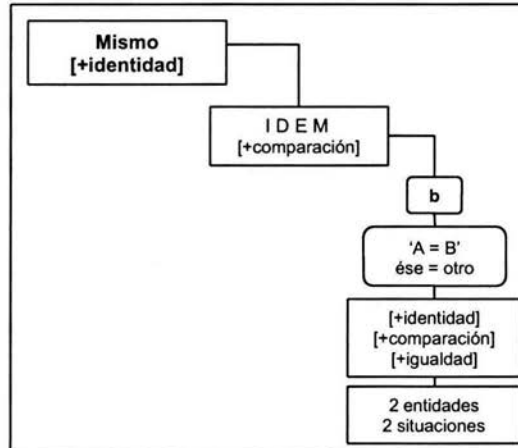 Mismo
[+identidad]
I D E M
[+comparación]
b
‘A = B’
ése = otro
[+identidad]
[+comparación]
[+igualdad]
2 entidades
2 situaciones